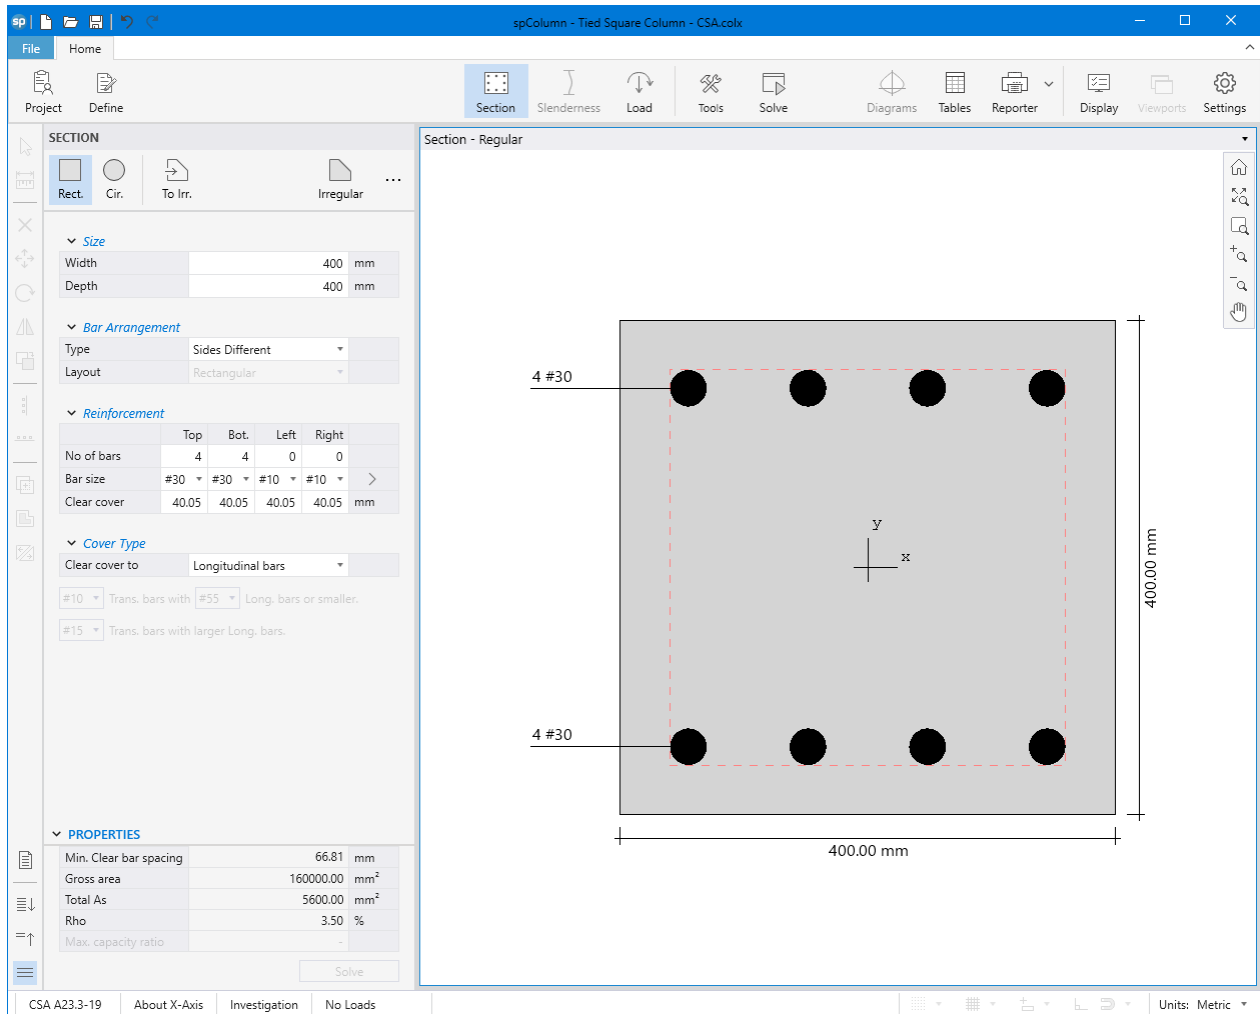 sp spColumn - Tied Square Column - CSA.colx
File Home
Project Define Section Slenderness Load Tools Solve Diagrams Tables Reporter Display Viewports Settings
SECTION
Rect. Cir. To Irr. Irregular ...
Size
Width 400 mm
Depth 400 mm
Bar Arrangement
Type Sides Different
Layout Rectangular
Reinforcement
Top Bot. Left Right
No of bars 4 4 0 0
Bar size #30 #30 #10 #10
Clear cover 40.05 40.05 40.05 40.05 mm
Cover Type
Clear cover to Longitudinal bars
#10 Trans. bars with #55 Long. bars or smaller.
#15 Trans. bars with larger Long. bars.
PROPERTIES
Min. Clear bar spacing 66.81 mm
Gross area 160000.00 mm²
Total As 5600.00 mm²
Rho 3.50 %
Max. capacity ratio -
Solve
Section - Regular
4 #30
y
x
400.00 mm
4 #30
400.00 mm
CSA A23.3-19 About X-Axis Investigation No Loads Units: Metric